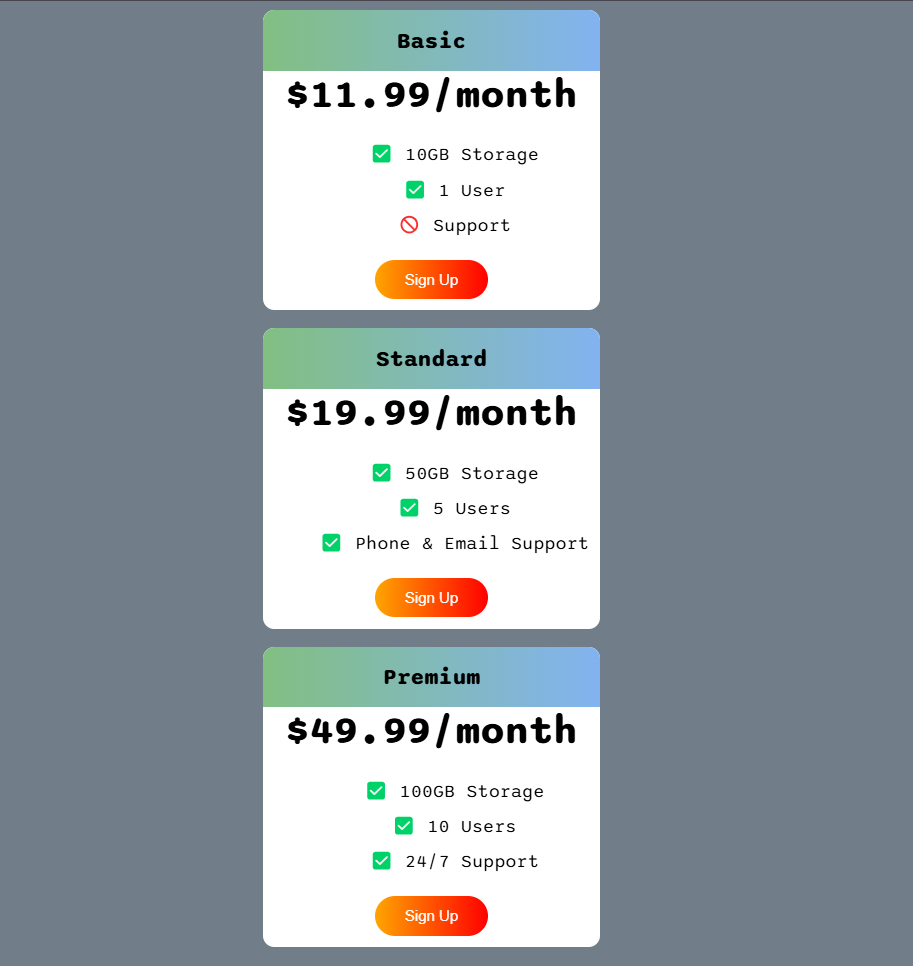 Basic
$11.99/month
✅ 10GB Storage
✅ 1 User
🚫 Support
Sign Up
Standard
$19.99/month
✅ 50GB Storage
✅ 5 Users
✅ Phone & Email Support
Sign Up
Premium
$49.99/month
✅ 100GB Storage
✅ 10 Users
✅ 24/7 Support
Sign Up